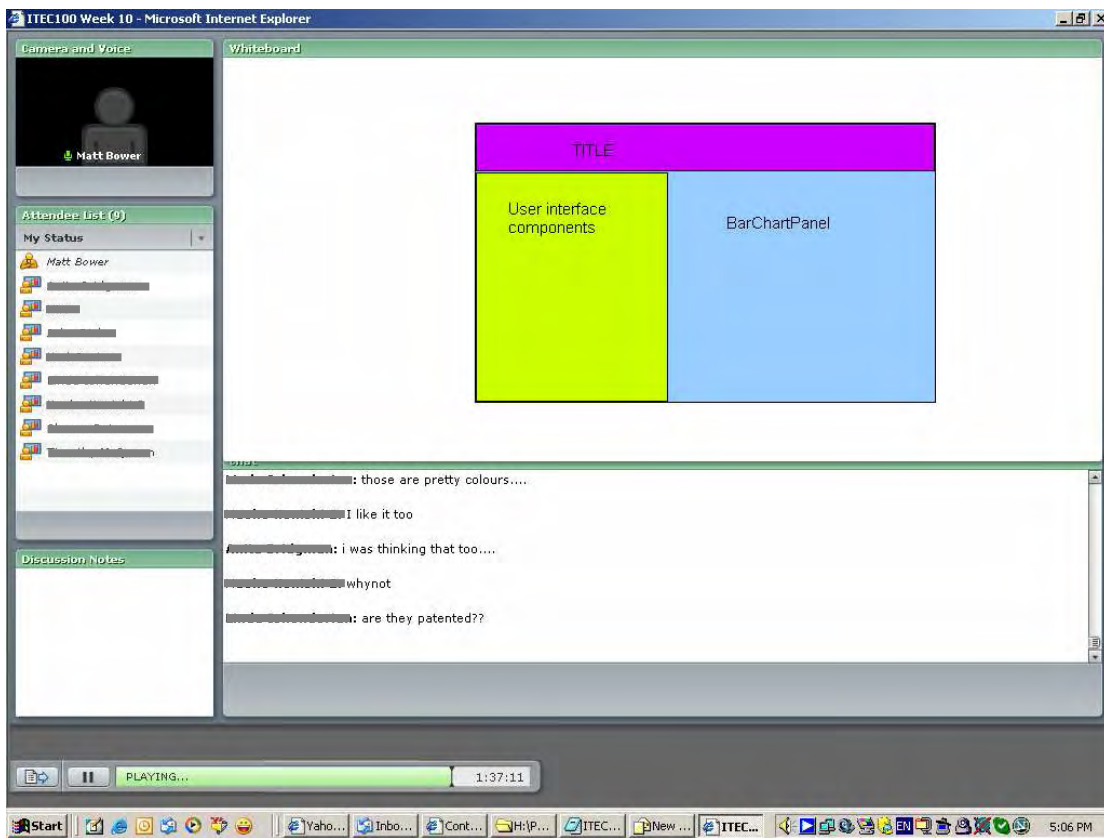 ITEC100 Week 10 - Microsoft Internet Explorer
Camera and Voice
Matt Bower
Attendee List (9)
My Status
Matt Bower
Discussion Notes
Whiteboard
TITLE
User interface
components
BarChartPanel
Chat
: those are pretty colours....
I like it too
: i was thinking that too....
whynot
: are they patented??
PLAYING...
1:37:11
Start
Yaho...
Inbo...
Cont...
H:\P...
ITEC...
New ...
ITEC...
EN
5:06 PM